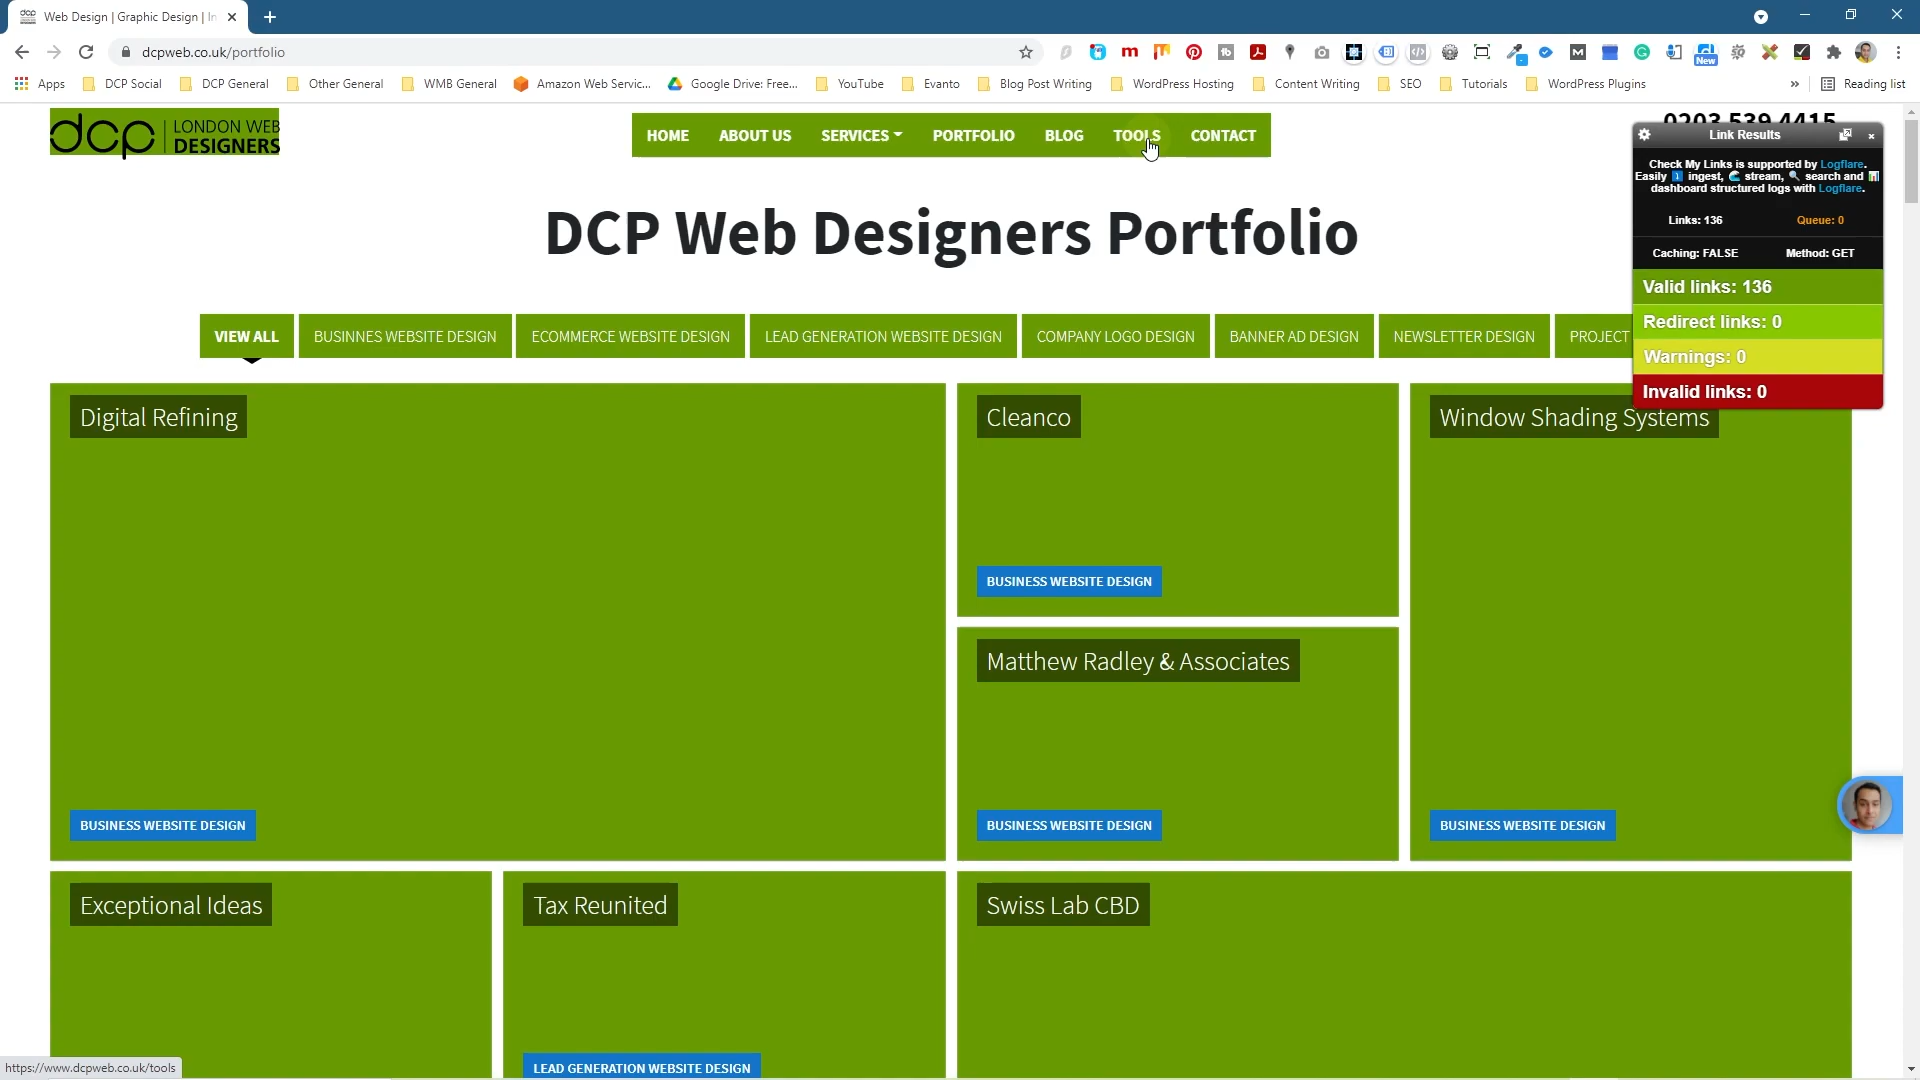 Web Design | Graphic Design | In
dcpweb.co.uk/portfolio
Apps
DCP Social
DCP General
Other General
WMB General
Amazon Web Servic...
Google Drive: Free...
YouTube
Evanto
Blog Post Writing
WordPress Hosting
Content Writing
SEO
Tutorials
WordPress Plugins
»
Reading list
New
dcp LONDON WEB
DESIGNERS
HOME
ABOUT US
SERVICES
PORTFOLIO
BLOG
TOOLS
CONTACT
0203 539 4415
Link Results
Check My Links is supported by Logflare.
Easily ingest, stream, search and
dashboard structured logs with Logflare.
Links: 136
Queue: 0
Caching: FALSE
Method: GET
Valid links: 136
Redirect links: 0
Warnings: 0
Invalid links: 0
DCP Web Designers Portfolio
VIEW ALL
BUSINNES WEBSITE DESIGN
ECOMMERCE WEBSITE DESIGN
LEAD GENERATION WEBSITE DESIGN
COMPANY LOGO DESIGN
BANNER AD DESIGN
NEWSLETTER DESIGN
PROJECT
Digital Refining
BUSINESS WEBSITE DESIGN
Cleanco
BUSINESS WEBSITE DESIGN
Matthew Radley & Associates
BUSINESS WEBSITE DESIGN
Window Shading Systems
BUSINESS WEBSITE DESIGN
Exceptional Ideas
Tax Reunited
LEAD GENERATION WEBSITE DESIGN
Swiss Lab CBD
https://www.dcpweb.co.uk/tools